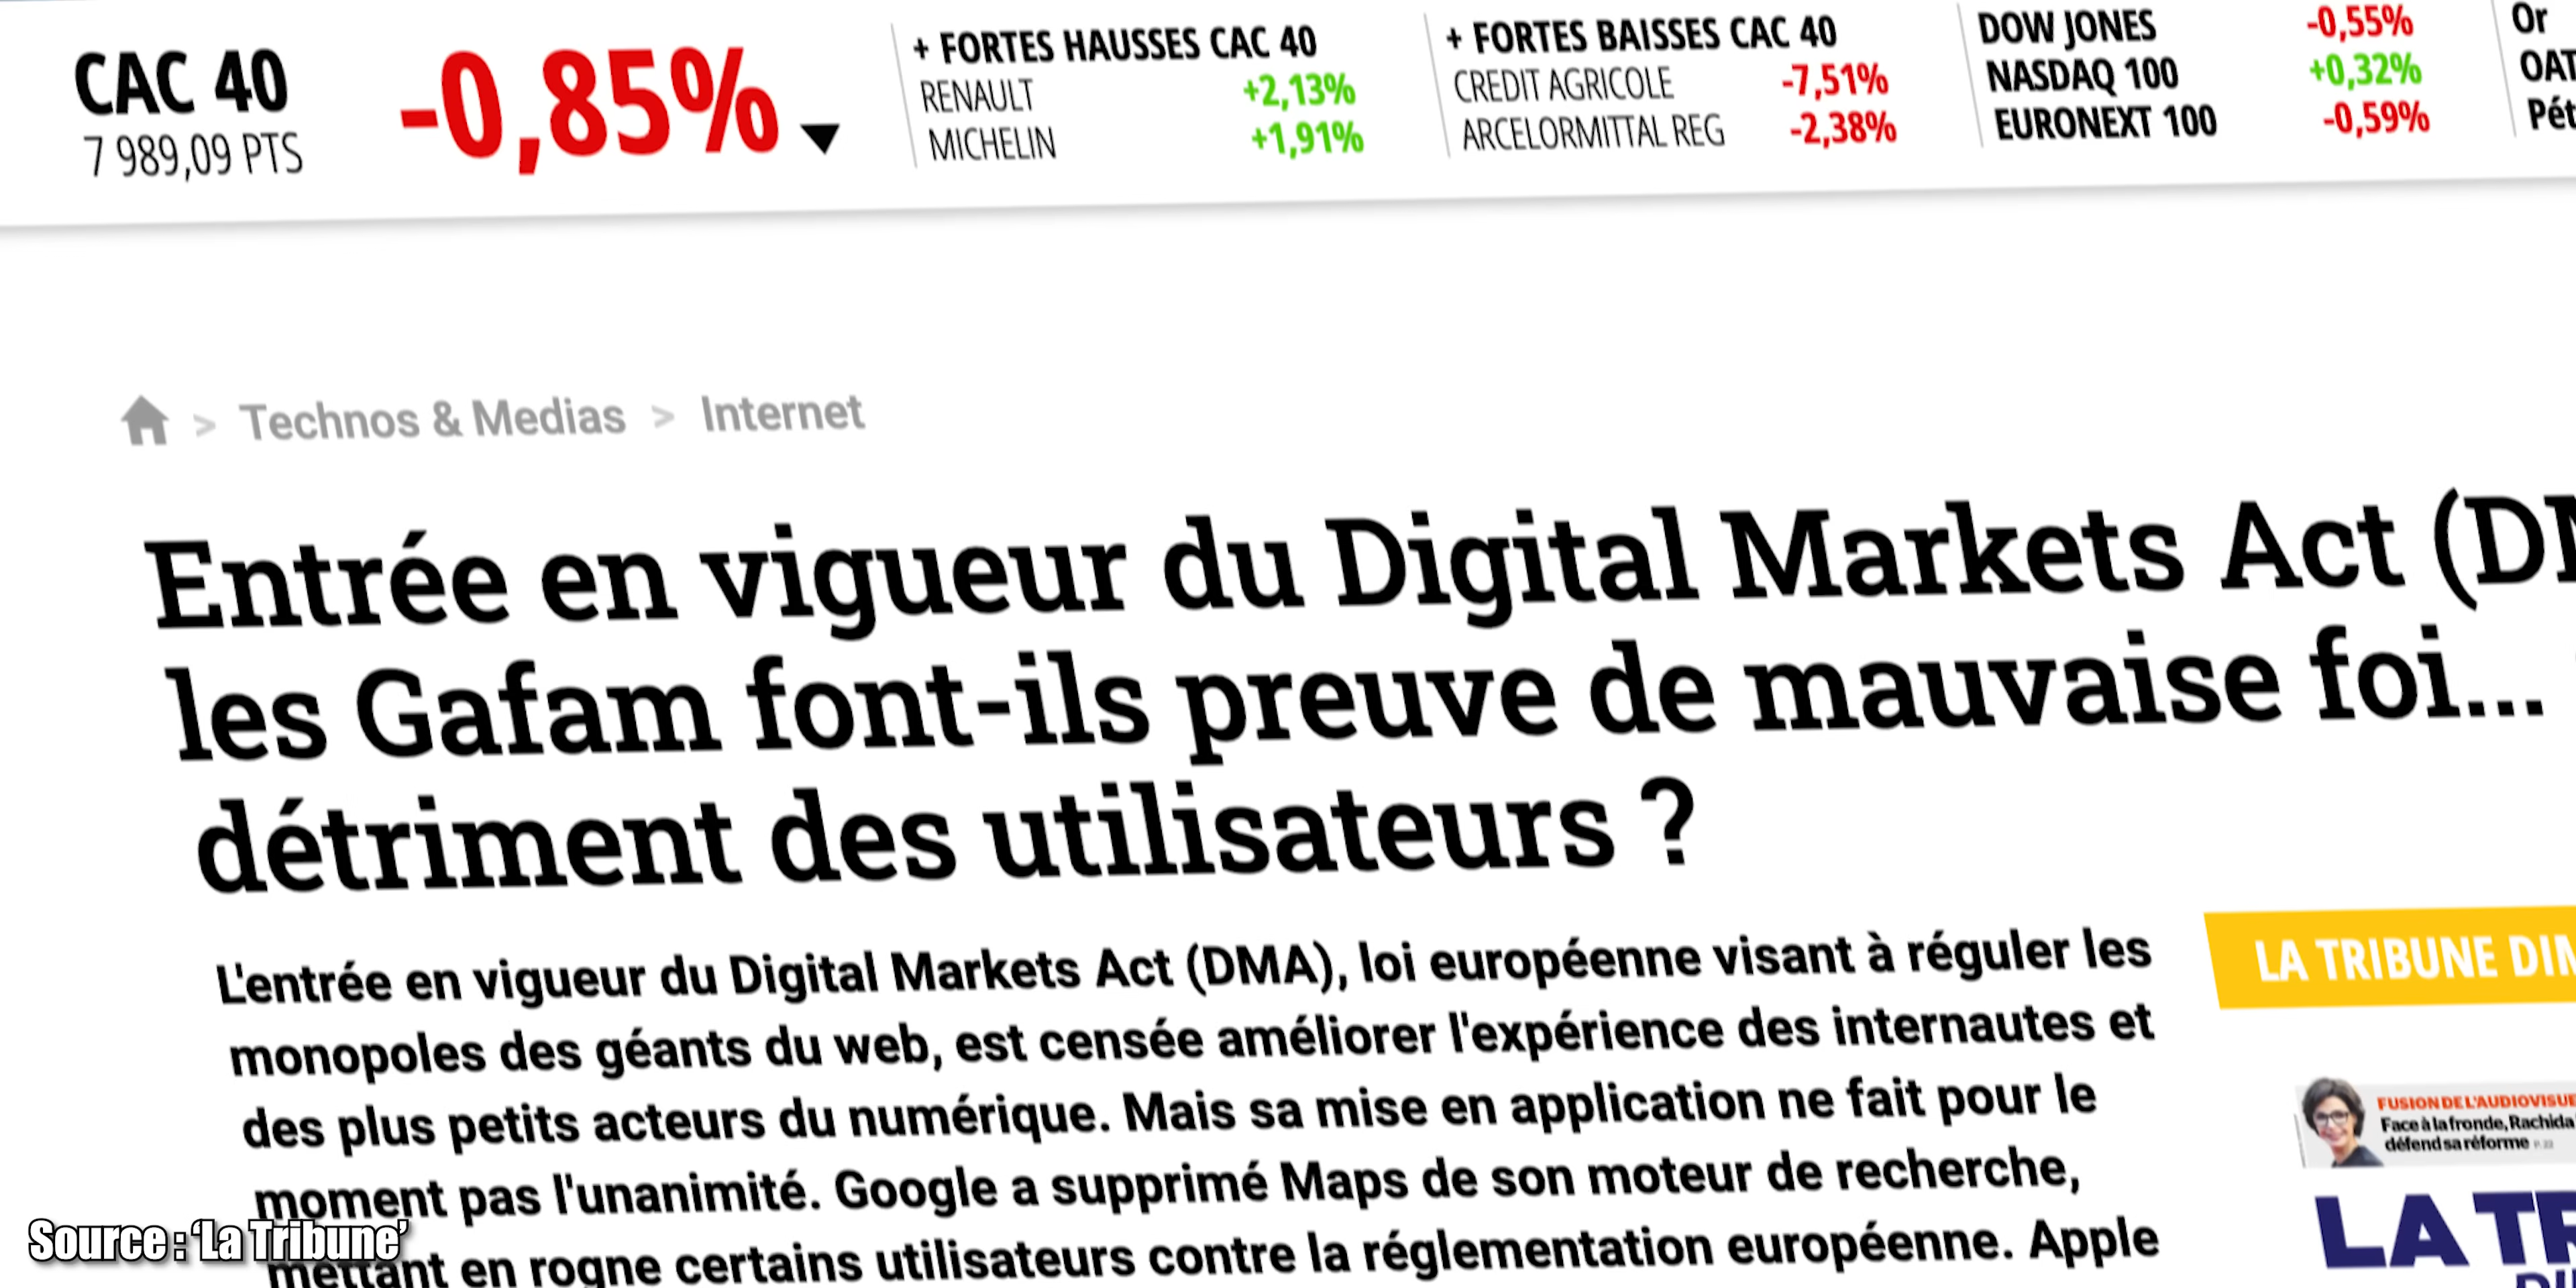 CAC 40
7 989,09 PTS
-0,85%
+ FORTES HAUSSES CAC 40
RENAULT +2,13%
MICHELIN +1,91%
+ FORTES BAISSES CAC 40
CREDIT AGRICOLE -7,51%
ARCELORMITTAL REG -2,38%
DOW JONES -0,55%
NASDAQ 100 +0,32%
EURONEXT 100 -0,59%
Or
OAT
Pét
> Technos & Medias > Internet
Entrée en vigueur du Digital Markets Act (DM
les Gafam font-ils preuve de mauvaise foi...
détriment des utilisateurs ?
L'entrée en vigueur du Digital Markets Act (DMA), loi européenne visant à réguler les
monopoles des géants du web, est censée améliorer l'expérience des internautes et
des plus petits acteurs du numérique. Mais sa mise en application ne fait pour le
moment pas l'unanimité. Google a supprimé Maps de son moteur de recherche,
mettant en rogne certains utilisateurs contre la réglementation européenne. Apple
LA TRIBUNE DIM
FUSION DE L'AUDIOVISUE
Face à la fronde, Rachida
défend sa réforme
LA TR
Source : 'La Tribune'